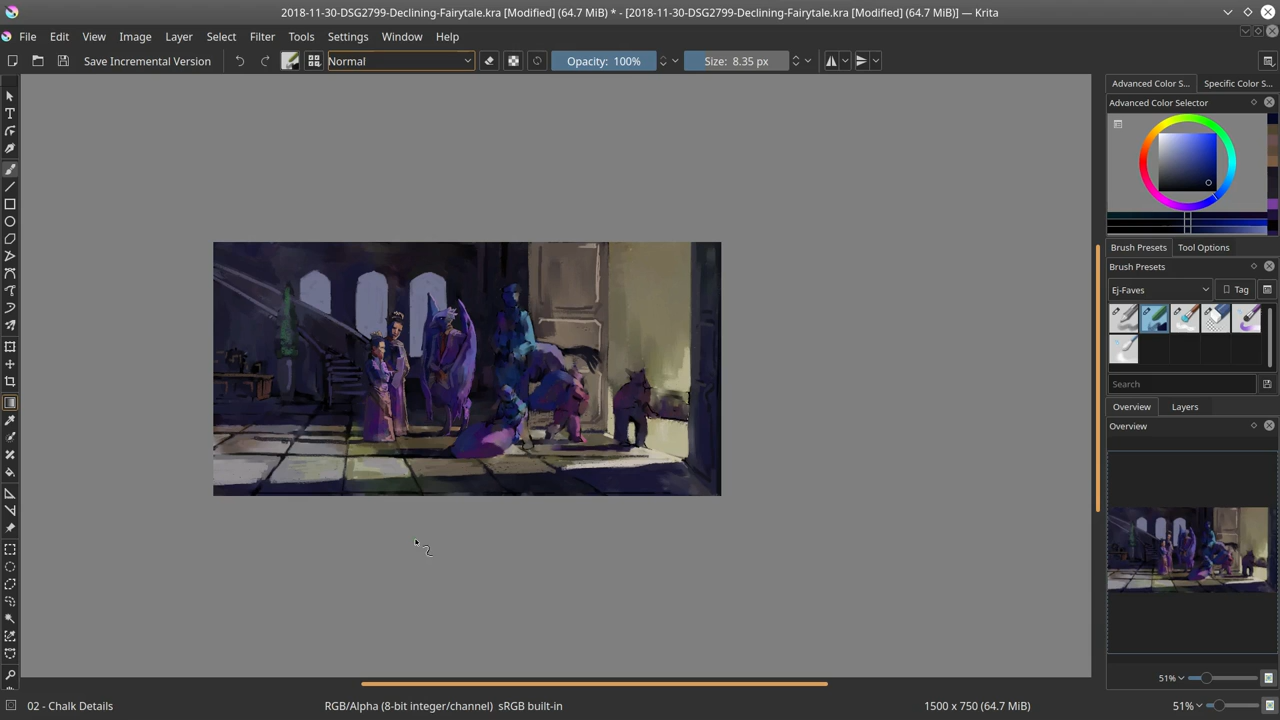 2018-11-30-DSG2799-Declining-Fairytale.kra [Modified] (64.7 MiB) * - [2018-11-30-DSG2799-Declining-Fairytale.kra [Modified] (64.7 MiB)] — Krita
File Edit View Image Layer Select Filter Tools Settings Window Help
Save Incremental Version Normal Opacity: 100% Size: 8.35 px
Advanced Color S... Specific Color S...
Advanced Color Selector
Brush Presets Tool Options
Brush Presets
Ej-Faves Tag
Search
Overview Layers
Overview
51%
02 - Chalk Details RGB/Alpha (8-bit integer/channel) sRGB built-in 1500 x 750 (64.7 MiB) 51%